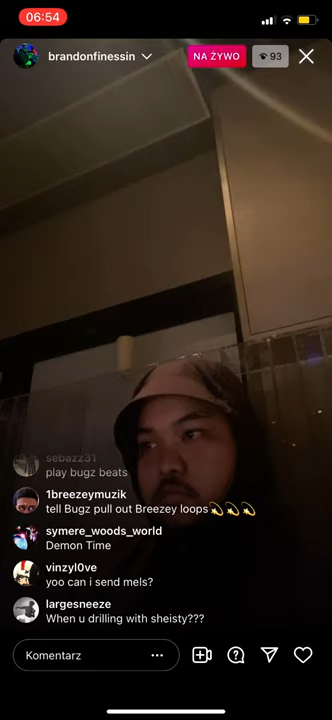 06:54
brandonfinessin
NA ŻYWO
93
sebazz31
play bugz beats
1breezeymuzik
tell Bugz pull out Breezey loops💫💫💫
symere_woods_world
Demon Time
vinzyl0ve
yoo can i send mels?
largesneeze
When u drilling with sheisty???
Komentarz